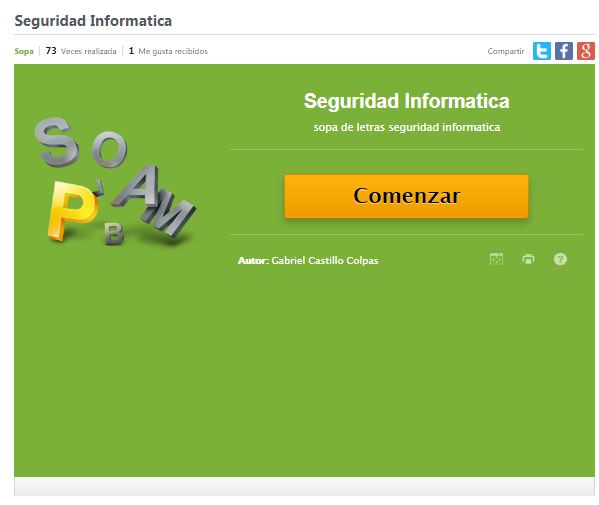 Seguridad Informatica
Sopa 73 Veces realizada 1 Me gusta recibidos Compartir
Seguridad Informatica
sopa de letras seguridad informatica
S O
P L A M
B
Comenzar
Autor: Gabriel Castillo Colpas